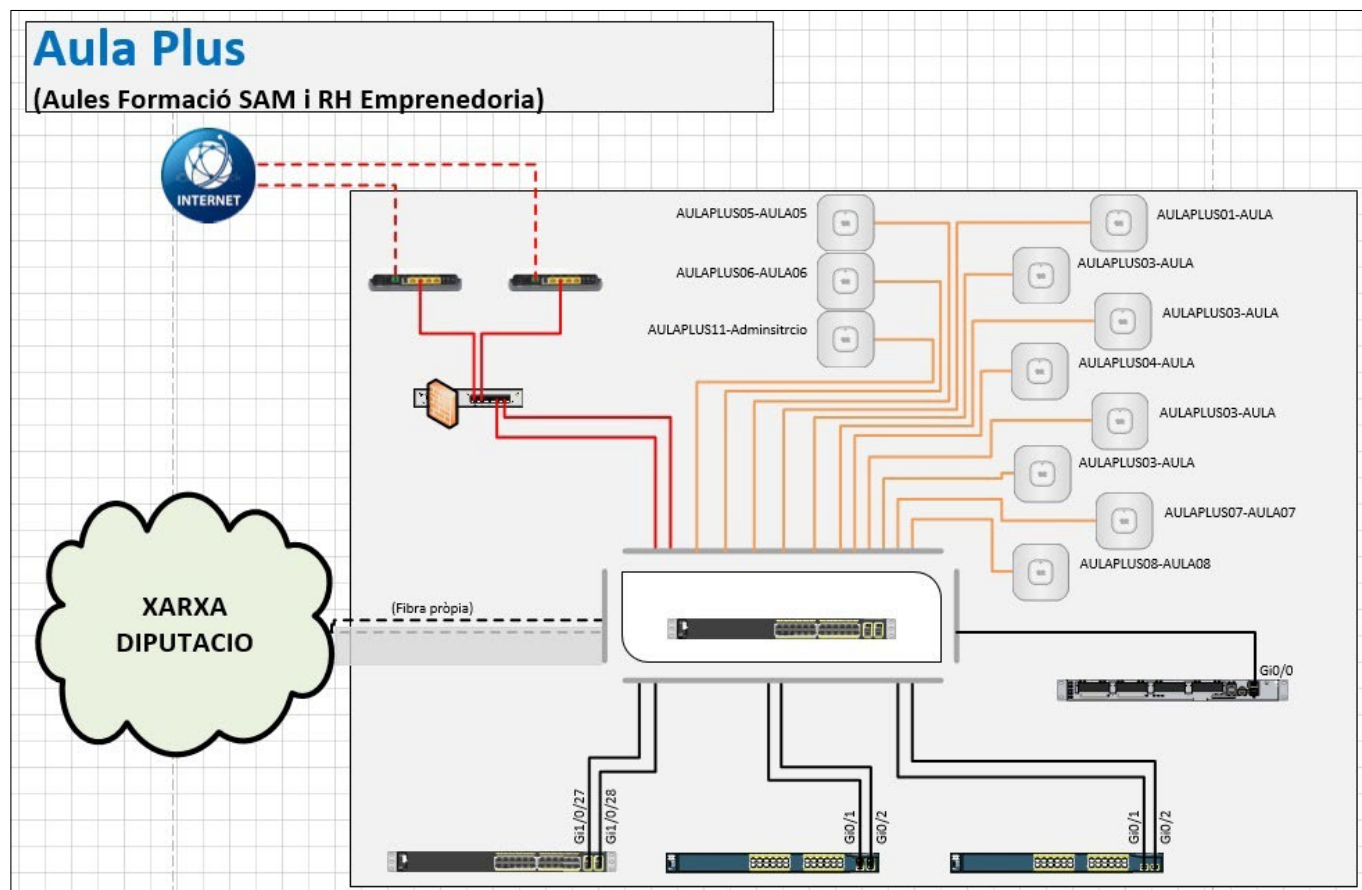 Aula Plus
(Aules Formació SAM i RH Emprenedoria)
INTERNET
AULAPLUS05-AULA05
AULAPLUS01-AULA
AULAPLUS06-AULA06
AULAPLUS03-AULA
AULAPLUS03-AULA
AULAPLUS11-Adminsitrcio
AULAPLUS04-AULA
AULAPLUS03-AULA
AULAPLUS03-AULA
AULAPLUS07-AULA07
AULAPLUS08-AULA08
XARXA
DIPUTACIO
(Fibra pròpia)
Gi0/0
Gi1/0/27
Gi1/0/28
Gi0/1
Gi0/2
Gi0/1
Gi0/2